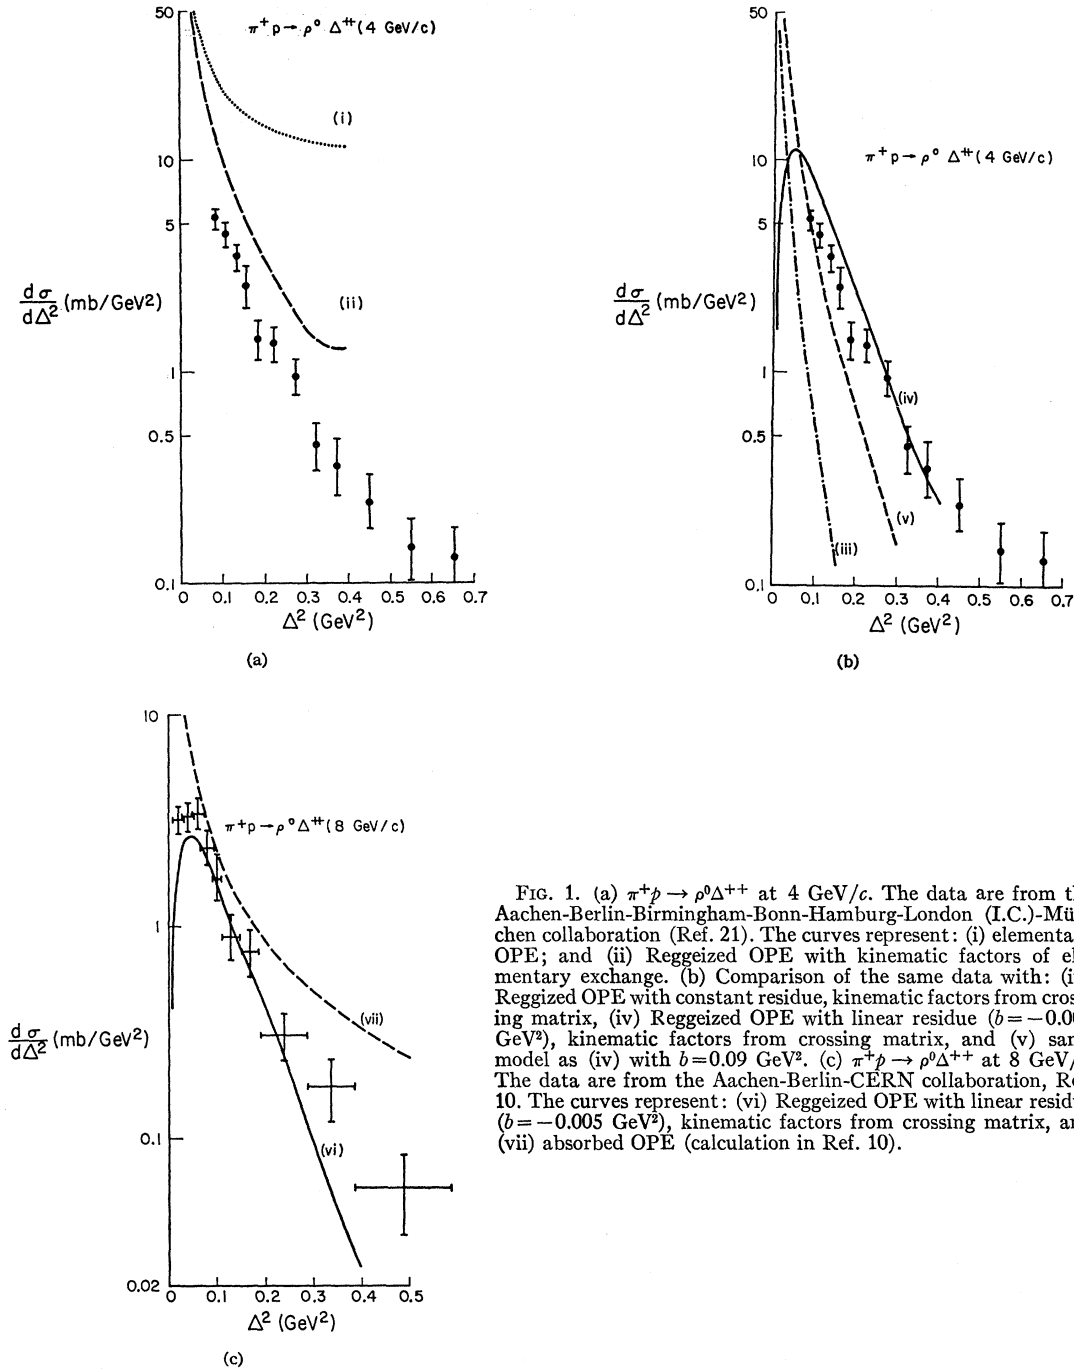 50
π⁺p → ρ⁰ Δ⁺⁺(4 GeV/c)
(i)
10
5
dσ/dΔ² (mb/GeV²)
(ii)
1
0.5
0.1
0 0.1 0.2 0.3 0.4 0.5 0.6 0.7
Δ² (GeV²)
(a)
50
10
π⁺p → ρ⁰ Δ⁺⁺(4 GeV/c)
5
dσ/dΔ² (mb/GeV²)
1
(iv)
0.5
(v)
(iii)
0.1
0 0.1 0.2 0.3 0.4 0.5 0.6 0.7
Δ² (GeV²)
(b)
10
π⁺p → ρ⁰ Δ⁺⁺(8 GeV/c)
1
(vii)
dσ/dΔ² (mb/GeV²)
0.1
(vi)
0.02
0 0.1 0.2 0.3 0.4 0.5
Δ² (GeV²)
(c)
FIG. 1. (a) π⁺p → ρ⁰Δ⁺⁺ at 4 GeV/c. The data are from
Aachen-Berlin-Birmingham-Bonn-Hamburg-London (I.C.)-Mü
chen collaboration (Ref. 21). The curves represent: (i) elementa
OPE; and (ii) Reggeized OPE with kinematic factors of
mentary exchange. (b) Comparison of the same data with:
Reggized OPE with constant residue, kinematic factors from cros
ing matrix, (iv) Reggeized OPE with linear residue (b=−0.00
GeV²), kinematic factors from crossing matrix, and (v)
model as (iv) with b=0.09 GeV². (c) π⁺p → ρ⁰Δ⁺⁺ at 8 GeV/
The data are from the Aachen-Berlin-CERN collaboration,
10. The curves represent: (vi) Reggeized OPE with linear resid
(b=−0.005 GeV²), kinematic factors from crossing matrix,
(vii) absorbed OPE (calculation in Ref. 10).